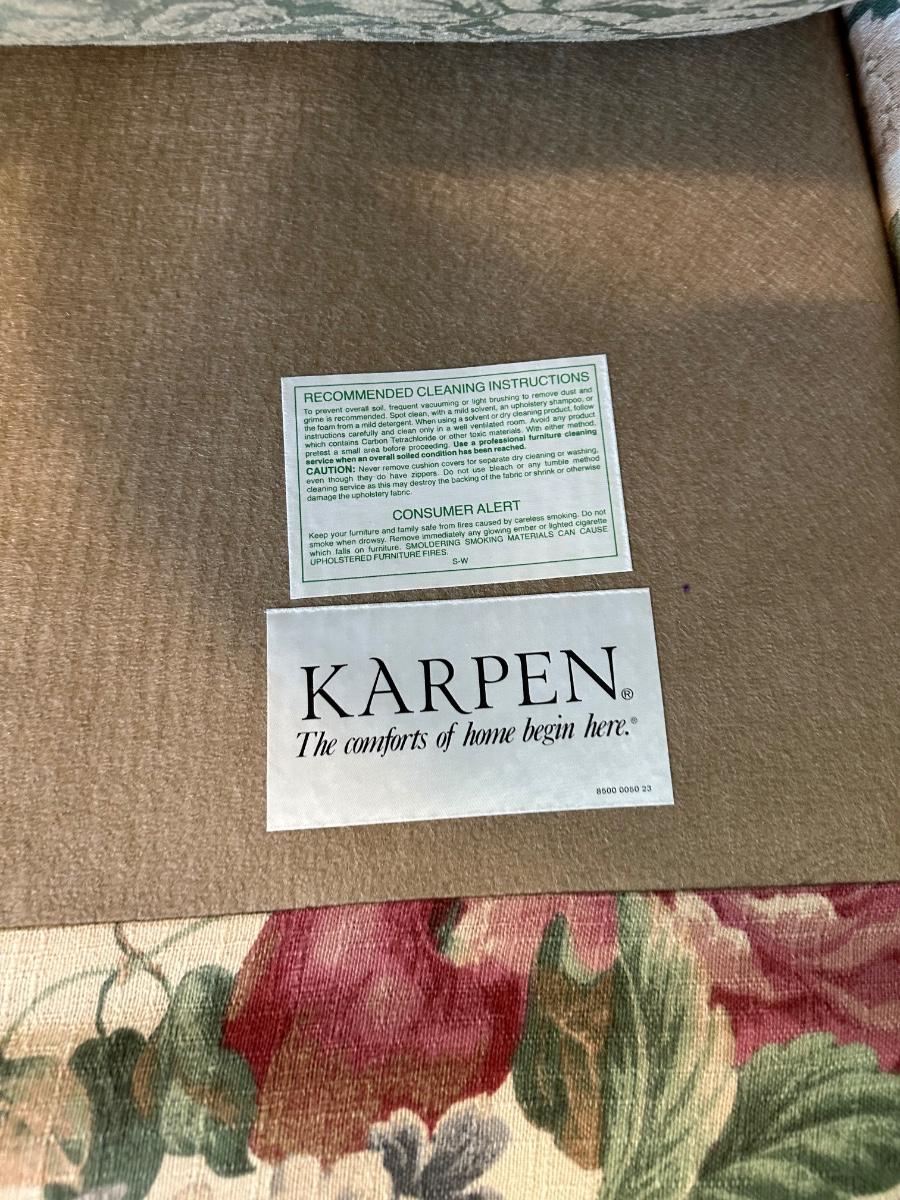 RECOMMENDED CLEANING INSTRUCTIONS
To prevent overall soil, frequent vacuuming or light brushing to remove dust and
grime is recommended. Spot clean, with a mild solvent, an upholstery shampoo, or
the foam from a mild detergent. When using a solvent or dry cleaning product, follow
instructions carefully and clean only in a well ventilated room. Avoid any product
which contains Carbon Tetrachloride or other toxic materials. With either method,
pretest a small area before proceeding. Use a professional furniture cleaning
service when an overall soiled condition has been reached.
CAUTION: Never remove cushion covers for separate dry cleaning or washing,
even though they do have zippers. Do not use bleach or any tumble method
cleaning service as this may destroy the backing of the fabric or shrink or otherwise
damage the upholstery fabric.
CONSUMER ALERT
Keep your furniture and family safe from fires caused by careless smoking. Do not
smoke when drowsy. Remove immediately any glowing ember or lighted cigarette
which falls on furniture. SMOLDERING SMOKING MATERIALS CAN CAUSE
UPHOLSTERED FURNITURE FIRES.
S-W
KARPEN®
The comforts of home begin here.®
8500 0050 23